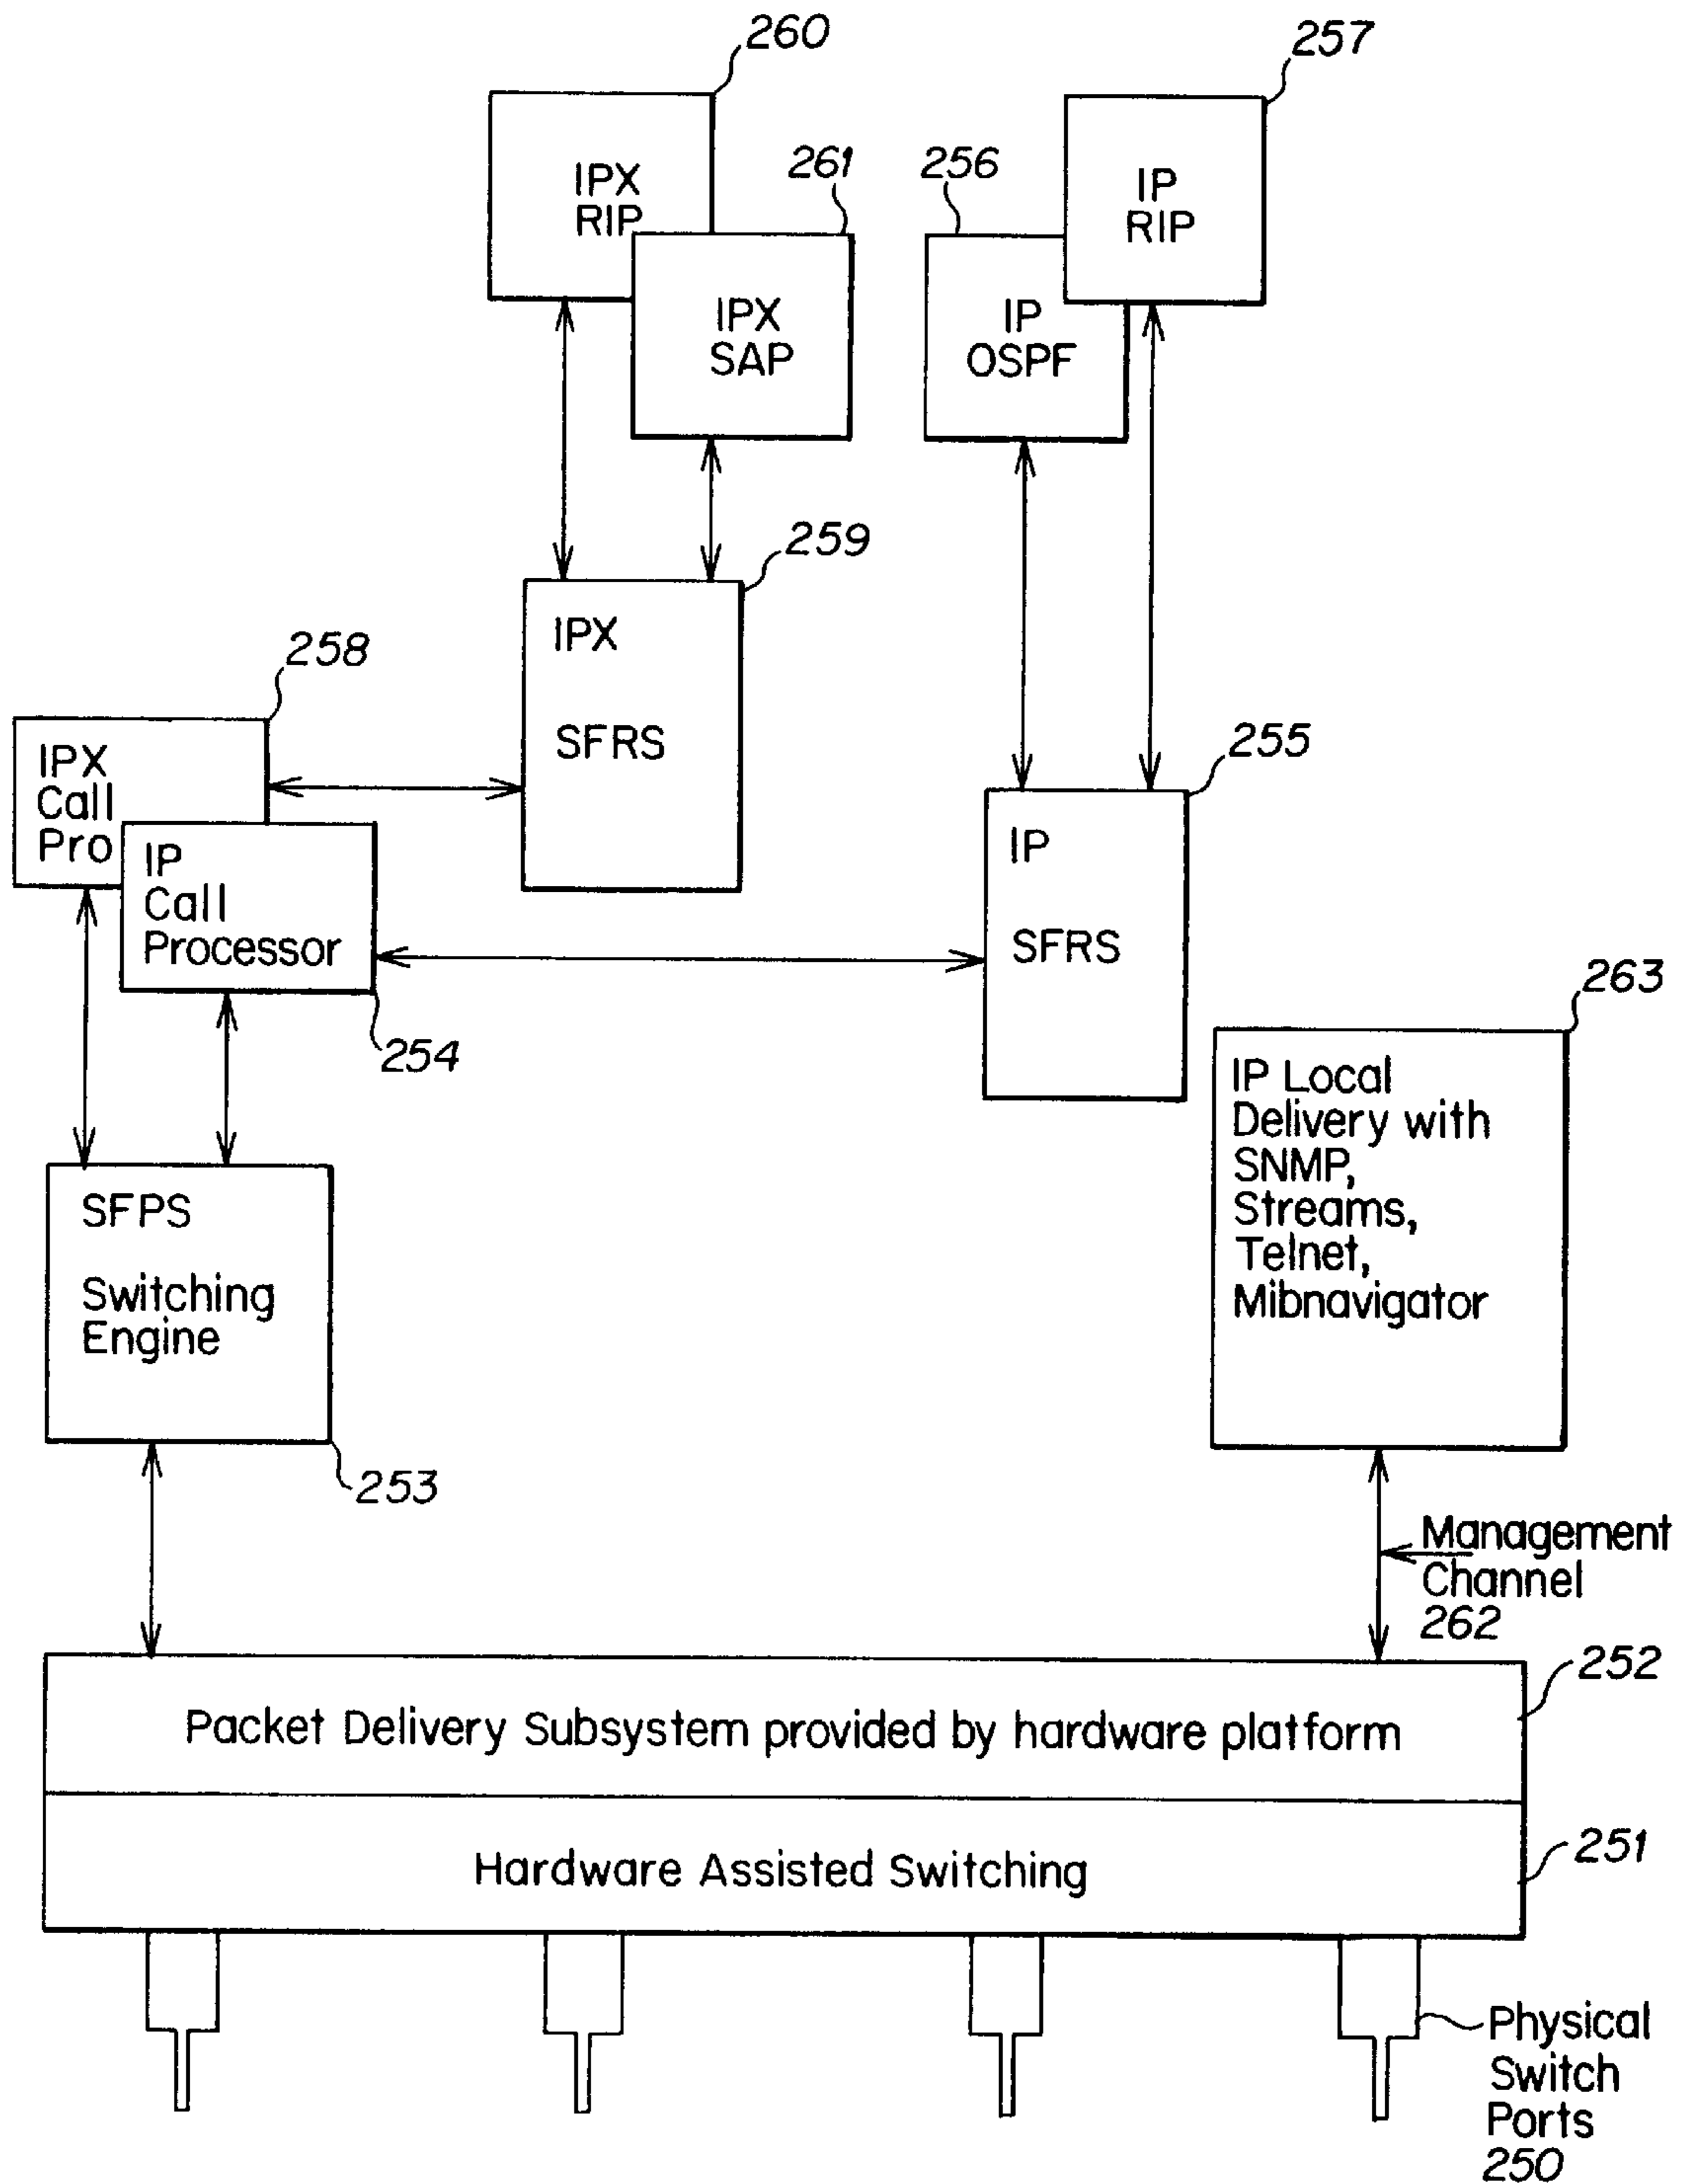 260
257
261
256
IPX
RIP
IP
RIP
IPX
SAP
IP
OSPF
259
258
IPX
SFRS
255
IPX
Call
Pro
IP
Call
Processor
IP
SFRS
263
254
IP Local
Delivery with
SNMP,
Streams,
Telnet,
Mibnavigator
SFPS
Switching
Engine
253
Management
Channel
262
252
Packet Delivery Subsystem provided by hardware platform
251
Hardware Assisted Switching
Physical
Switch
Ports
250